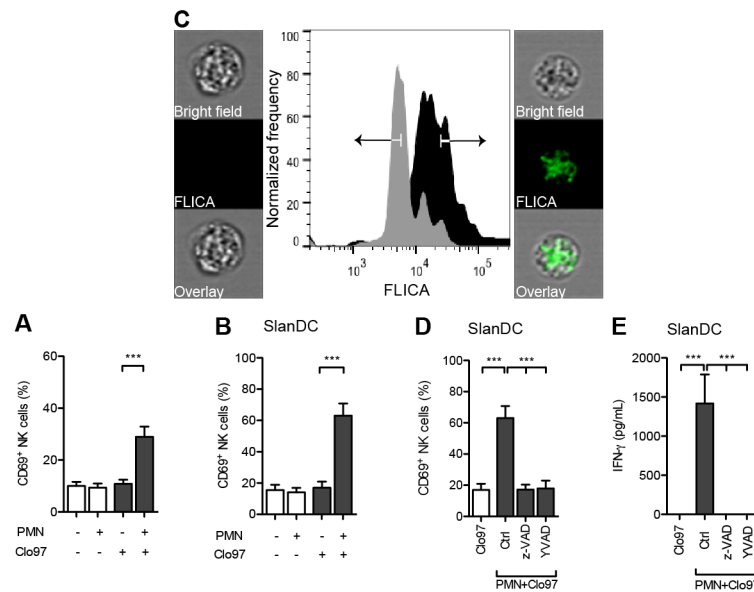 C
Bright field
FLICA
Overlay
Normalized frequency
100
80
60
40
20
0
10³
10⁴
10⁵
FLICA
Bright field
FLICA
Overlay
A
CD69⁺ NK cells (%)
60
40
20
0
***
PMN - + - +
Clo97 - - + +
B
SlanDC
CD69⁺ NK cells (%)
100
80
60
40
20
0
***
PMN - + - +
Clo97 - - + +
D
SlanDC
CD69⁺ NK cells (%)
100
80
60
40
20
0
*** ***
Clo97
Ctrl
z-VAD
YVAD
PMN+Clo97
E
SlanDC
IFN-γ (pg/mL)
2000
1500
1000
500
0
*** ***
Clo97
Ctrl
z-VAD
YVAD
PMN+Clo97